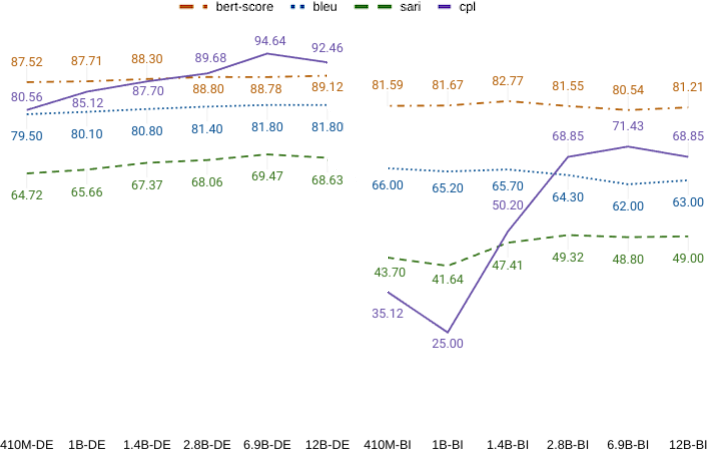 bert-score bleu sari cpl
94.64
92.46
89.68
87.52 87.71 88.30
88.80 88.78 89.12
80.56 85.12 87.70
81.59 81.67 82.77 81.55 80.54 81.21
79.50 80.10 80.80 81.40 81.80 81.80
68.85 71.43 68.85
64.72 65.66 67.37 68.06 69.47 68.63
66.00 65.20 65.70 64.30 62.00 63.00
50.20
43.70 41.64 47.41 49.32 48.80 49.00
35.12
25.00
410M-DE 1B-DE 1.4B-DE 2.8B-DE 6.9B-DE 12B-DE 410M-BI 1B-BI 1.4B-BI 2.8B-BI 6.9B-BI 12B-BI